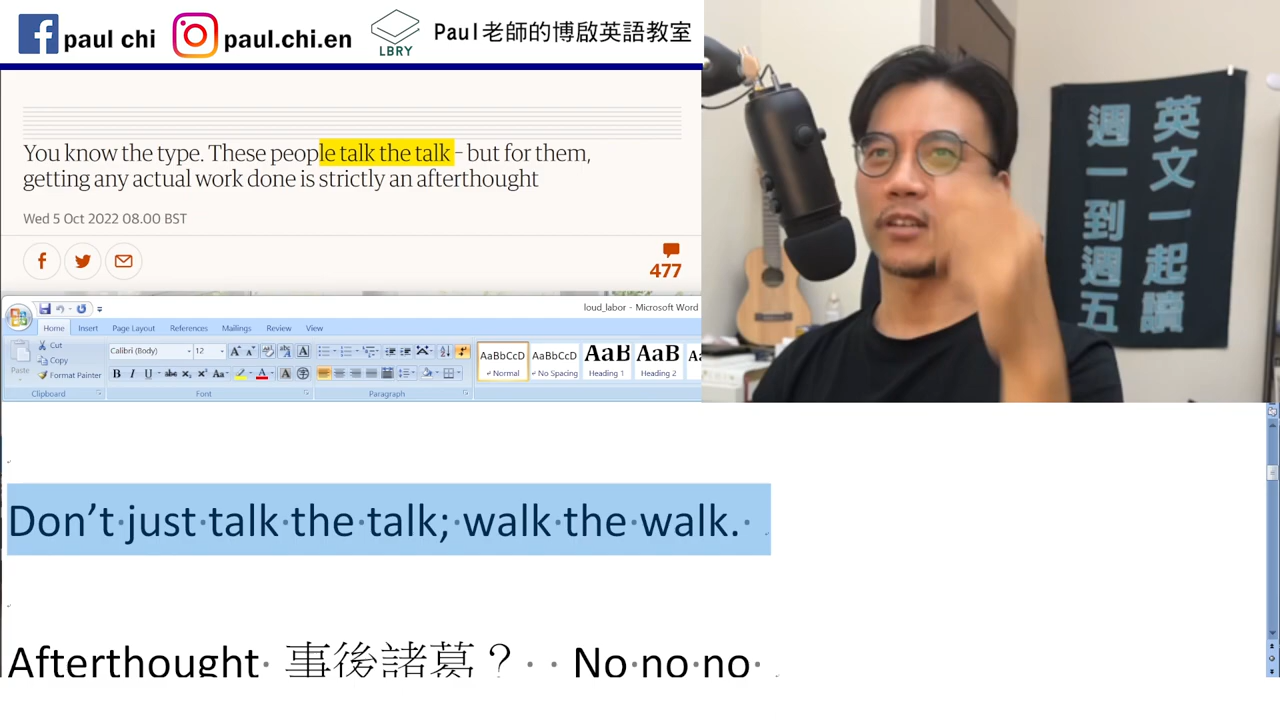 paul chi
paul.chi.en
LBRY
Paul老師的博啟英語教室
You know the type. These people talk the talk – but for them,
getting any actual work done is strictly an afterthought
Wed 5 Oct 2022 08.00 BST
477
loud_labor - Microsoft Word
Home Insert Page Layout References Mailings Review View
Paste
Cut
Copy
Format Painter
Clipboard
Calibri (Body) 12
Font
Paragraph
AaBbCcD AaBbCcD AaBb AaB
Normal No Spacing Heading 1 Heading 2
英文一起讀
週一到週五
Don't just talk the talk; walk the walk.
Afterthought 事後諸葛? No no no